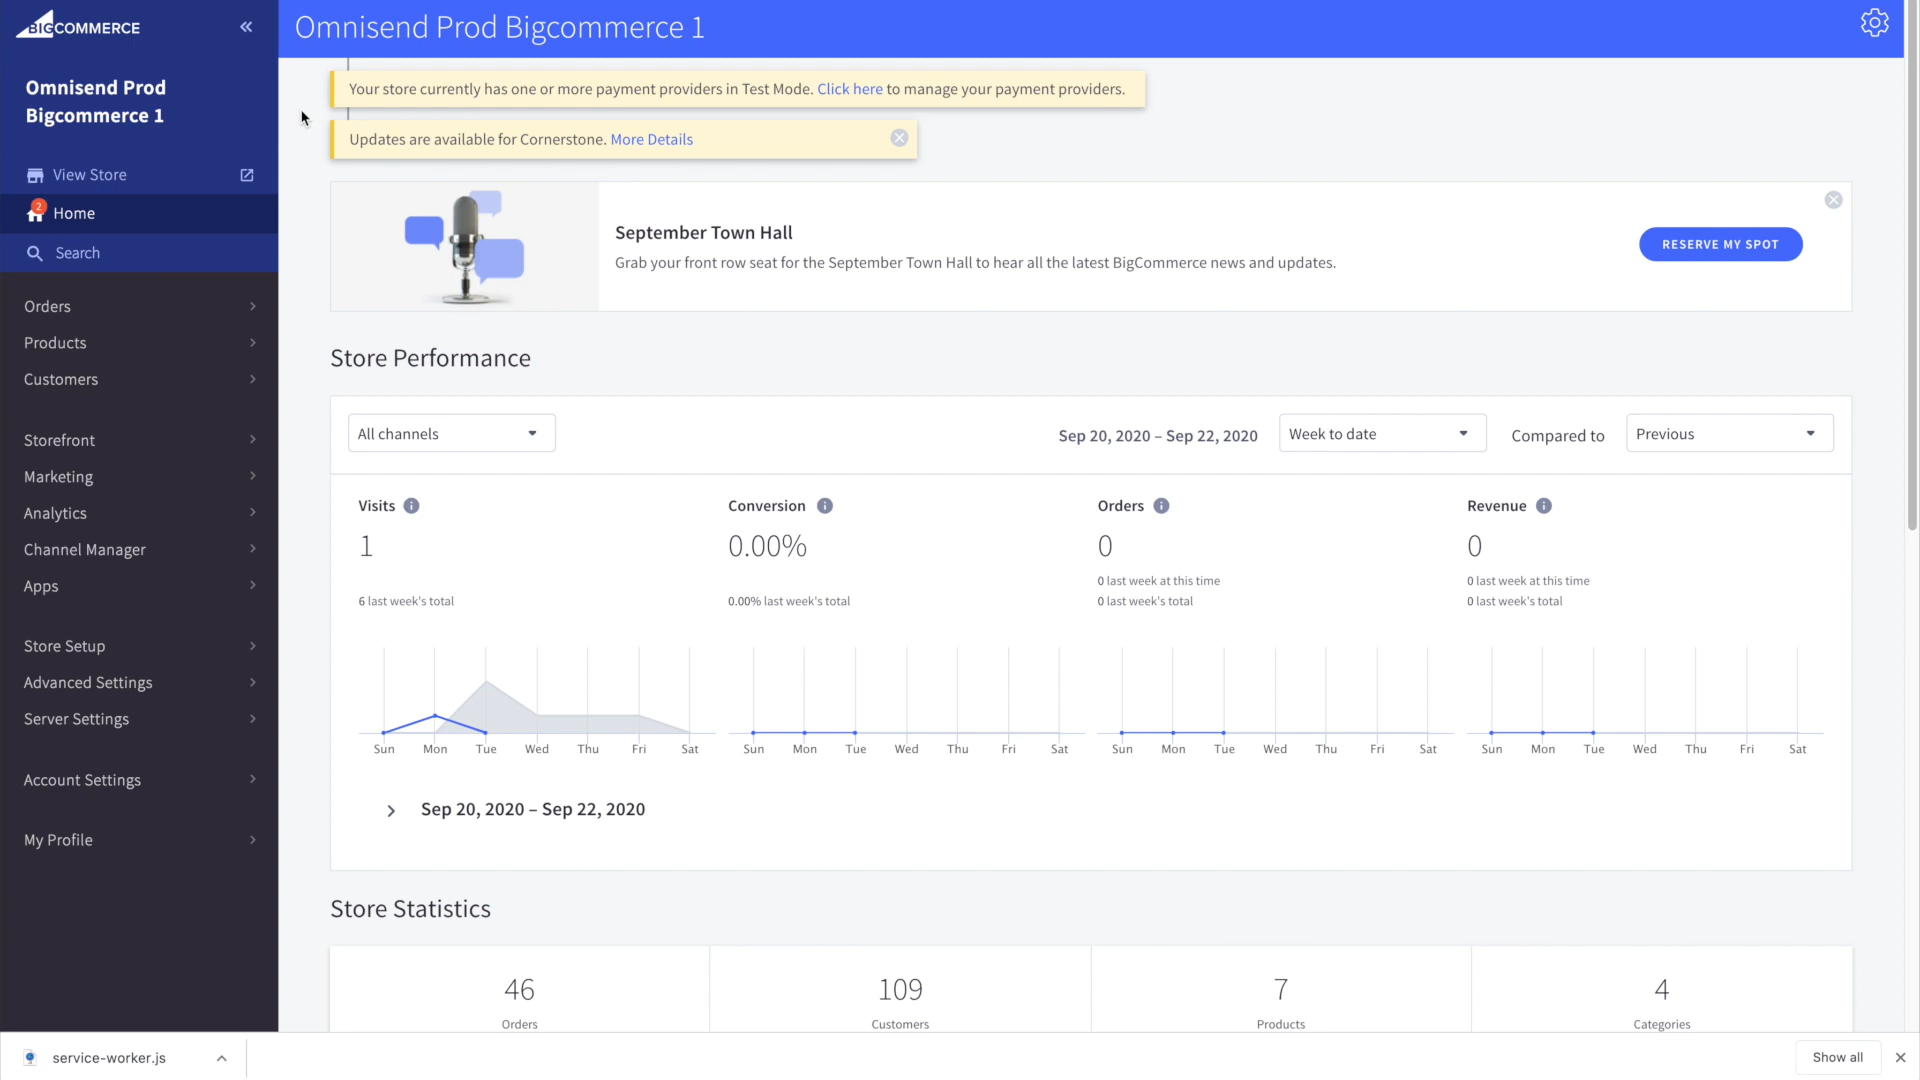 BIGCOMMERCE
Omnisend Prod
Bigcommerce 1
View Store
2
Home
Search
Orders
Products
Customers
Storefront
Marketing
Analytics
Channel Manager
Apps
Store Setup
Advanced Settings
Server Settings
Account Settings
My Profile
Omnisend Prod Bigcommerce 1
Your store currently has one or more payment providers in Test Mode. Click here to manage your payment providers.
Updates are available for Cornerstone. More Details
September Town Hall
Grab your front row seat for the September Town Hall to hear all the latest BigCommerce news and updates.
RESERVE MY SPOT
Store Performance
All channels
Sep 20, 2020 – Sep 22, 2020
Week to date
Compared to
Previous
Visits
1
6 last week's total
Sun Mon Tue Wed Thu Fri Sat
Conversion
0.00%
0.00% last week's total
Sun Mon Tue Wed Thu Fri Sat
Orders
0
0 last week at this time
0 last week's total
Sun Mon Tue Wed Thu Fri Sat
Revenue
0
0 last week at this time
0 last week's total
Sun Mon Tue Wed Thu Fri Sat
Sep 20, 2020 – Sep 22, 2020
Store Statistics
46
Orders
109
Customers
7
Products
4
Categories
service-worker.js
Show all